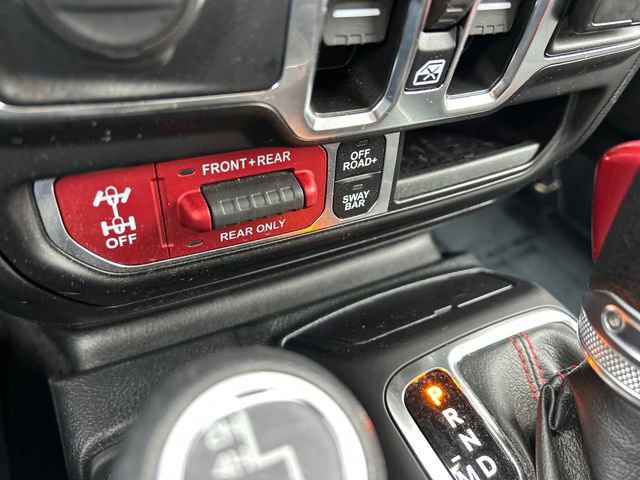 FRONT+REAR
OFF
REAR ONLY
OFF
ROAD+
SWAY
BAR
P
R
N
D
M